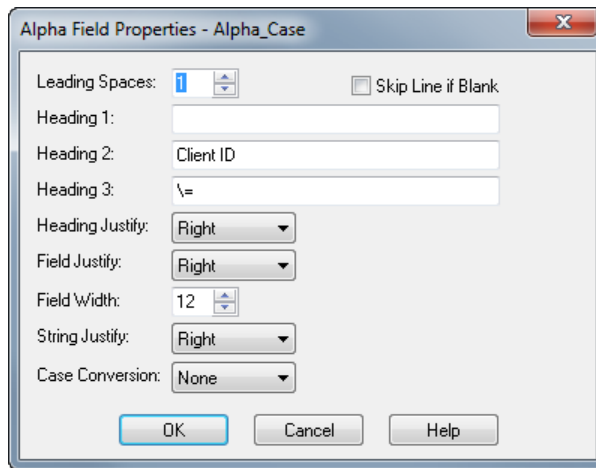 Alpha Field Properties - Alpha_Case
Leading Spaces: 1 Skip Line if Blank
Heading 1:
Heading 2: Client ID
Heading 3: \=
Heading Justify: Right
Field Justify: Right
Field Width: 12
String Justify: Right
Case Conversion: None
OK Cancel Help